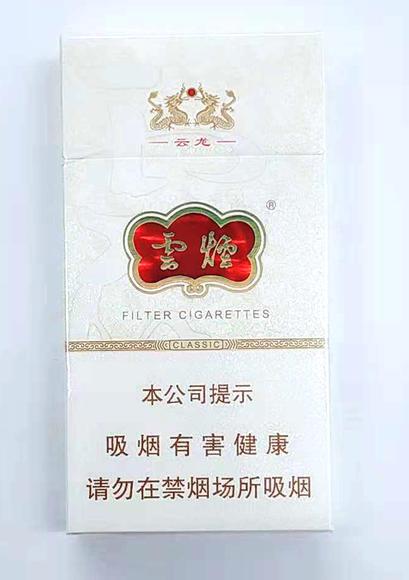 云龙
®
雲煙
FILTER CIGARETTES
CLASSIC
本公司提示
吸烟有害健康
请勿在禁烟场所吸烟